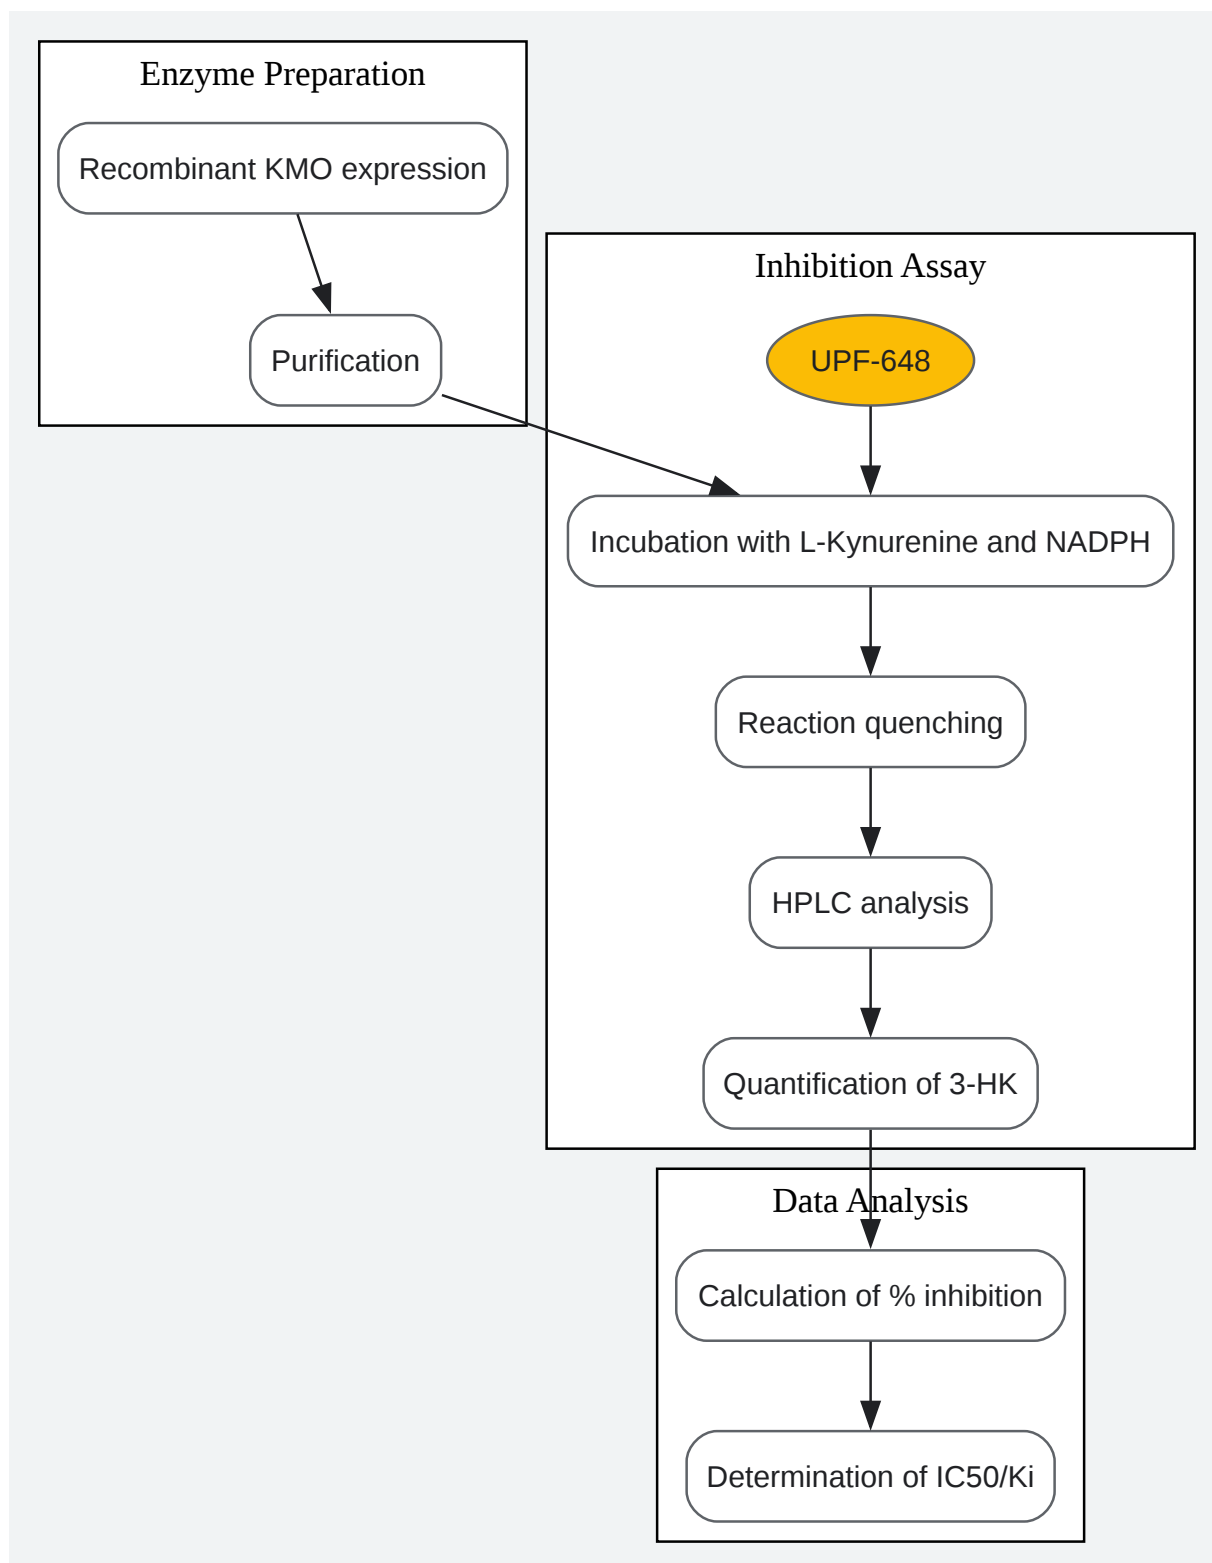 Enzyme Preparation
Recombinant KMO expression
Purification
Inhibition Assay
UPF-648
Incubation with L-Kynurenine and NADPH
Reaction quenching
HPLC analysis
Quantification of 3-HK
Data Analysis
Calculation of % inhibition
Determination of IC50/Ki